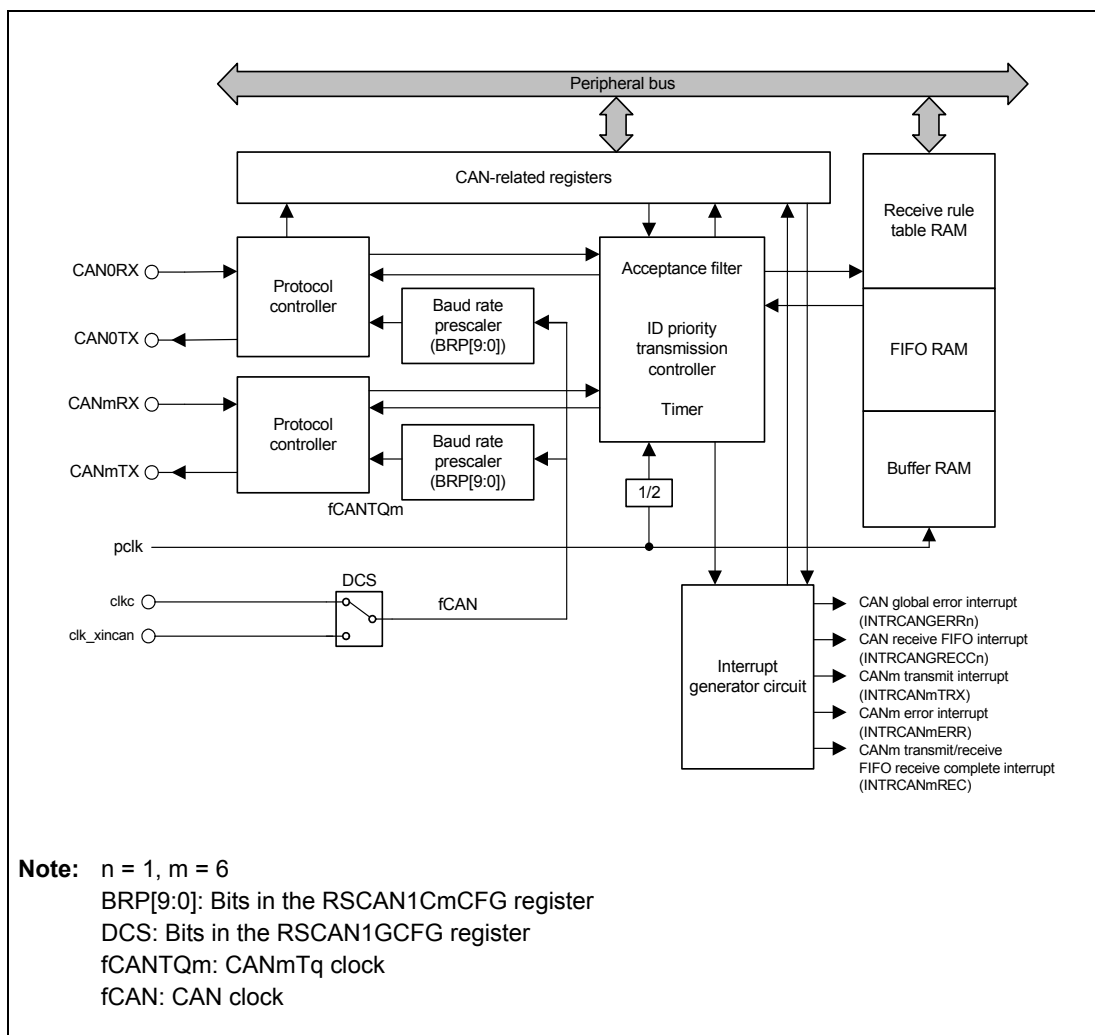 Peripheral bus
CAN-related registers
Receive rule
table RAM
FIFO RAM
Buffer RAM
CAN0RX
CAN0TX
Protocol
controller
Baud rate
prescaler
(BRP[9:0])
Acceptance filter
ID priority
transmission
controller
Timer
CANmRX
CANmTX
Protocol
controller
Baud rate
prescaler
(BRP[9:0])
fCANTQm
1/2
pclk
DCS
clkc
clk_xincan
fCAN
Interrupt
generator circuit
CAN global error interrupt
(INTRCANGERRn)
CAN receive FIFO interrupt
(INTRCANGRECCn)
CANm transmit interrupt
(INTRCANmTRX)
CANm error interrupt
(INTRCANmERR)
CANm transmit/receive
FIFO receive complete interrupt
(INTRCANmREC)
Note: n = 1, m = 6
BRP[9:0]: Bits in the RSCAN1CmCFG register
DCS: Bits in the RSCAN1GCFG register
fCANTQm: CANmTq clock
fCAN: CAN clock